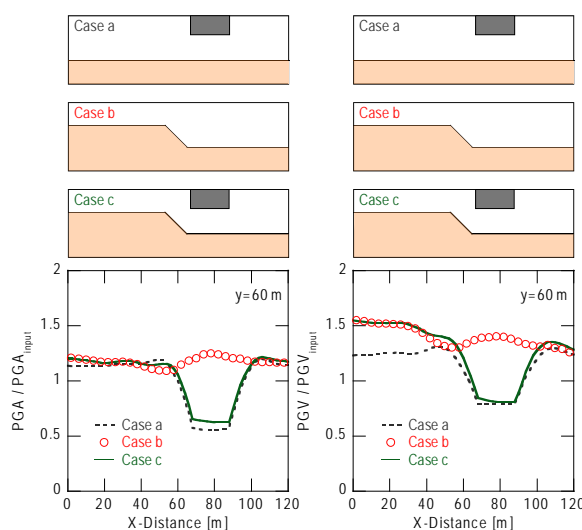 Case a
Case b
Case c
2
1.5
1
0.5
0
PGA / PGAinput
y=60 m
Case a
Case b
Case c
0 20 40 60 80 100 120
X-Distance [m]
Case a
Case b
Case c
2
1.5
1
0.5
0
PGV / PGVinput
y=60 m
Case a
Case b
Case c
0 20 40 60 80 100 120
X-Distance [m]